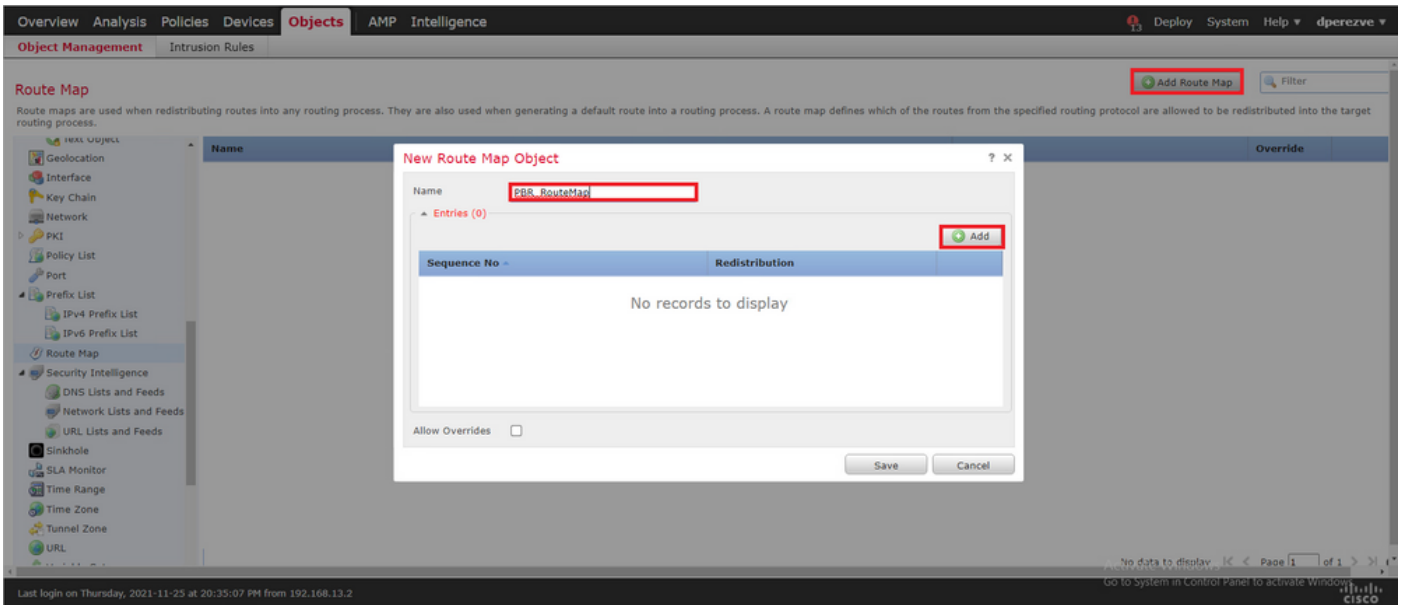 Overview Analysis Policies Devices Objects AMP Intelligence
13 Deploy System Help dperezve
Object Management Intrusion Rules
Route Map
Add Route Map
Filter
Route maps are used when redistributing routes into any routing process. They are also used when generating a default route into a routing process. A route map defines which of the routes from the specified routing protocol are allowed to be redistributed into the target
routing process.
Text Object
Geolocation
Interface
Key Chain
Network
PKI
Policy List
Port
Prefix List
IPv4 Prefix List
IPv6 Prefix List
Route Map
Security Intelligence
DNS Lists and Feeds
Network Lists and Feeds
URL Lists and Feeds
Sinkhole
SLA Monitor
Time Range
Time Zone
Tunnel Zone
URL
Name
Override
New Route Map Object
? ×
Name PBR_RouteMap
Entries (0)
Add
Sequence No Redistribution
No records to display
Allow Overrides
Save Cancel
No data to display |< < Page 1 of 1 > >|
Activate Windows
Go to System in Control Panel to activate Windows.
Last login on Thursday, 2021-11-25 at 20:35:07 PM from 192.168.13.2
CISCO